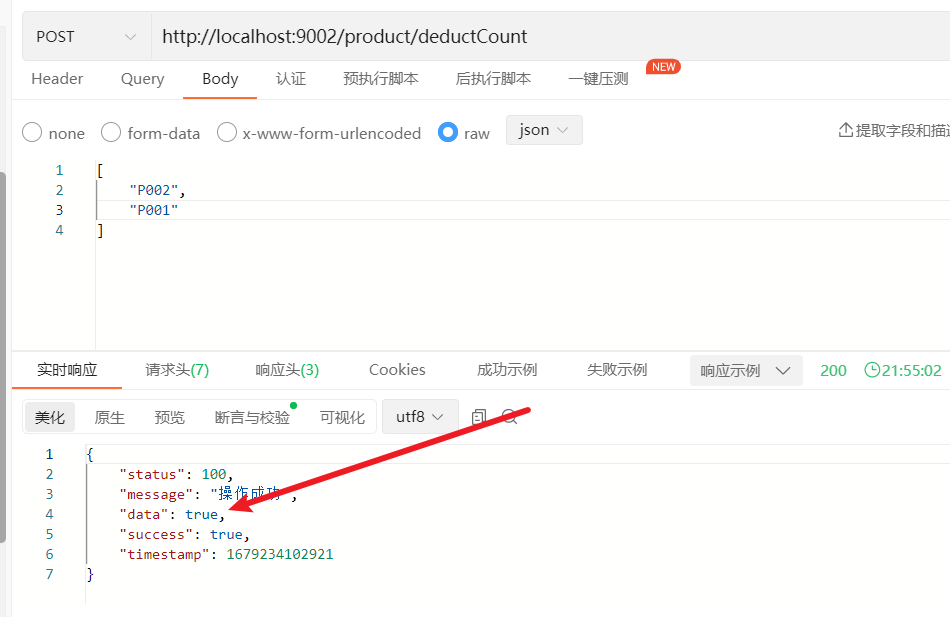 POST http://localhost:9002/product/deductCount
Header Query Body 认证 预执行脚本 后执行脚本 一键压测 NEW
none form-data x-www-form-urlencoded raw json 提取字段和描
1 [
2 "P002",
3 "P001"
4 ]
实时响应 请求头(7) 响应头(3) Cookies 成功示例 失败示例 响应示例 200 21:55:02
美化 原生 预览 断言与校验 可视化 utf8
1 {
2 "status": 100,
3 "message": "操作成功",
4 "data": true,
5 "success": true,
6 "timestamp": 1679234102921
7 }